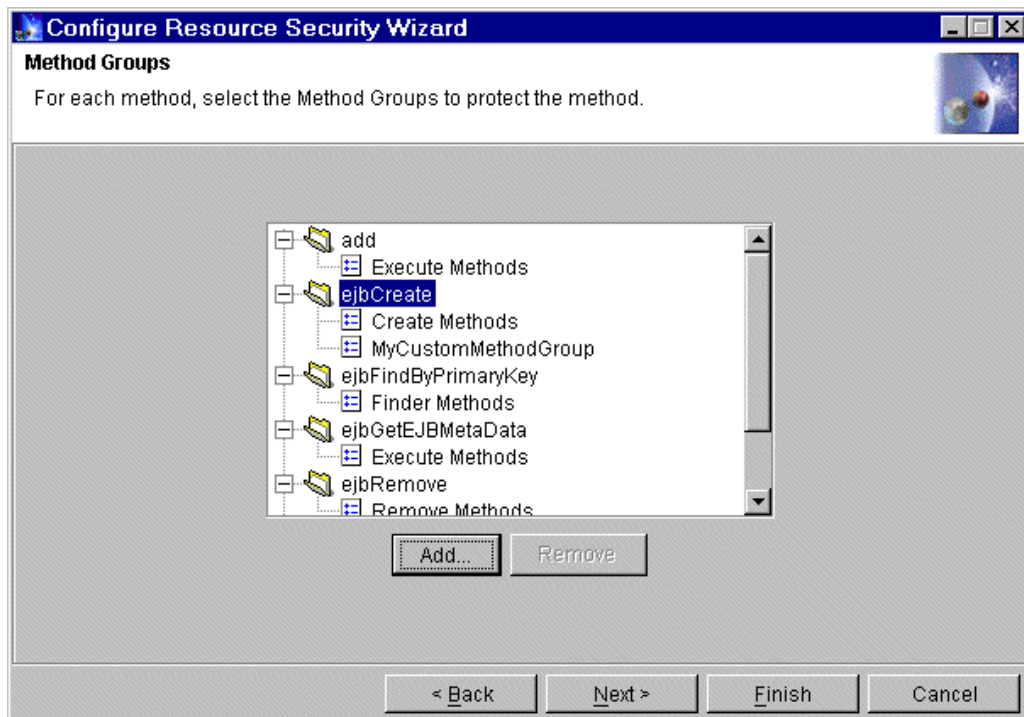 Configure Resource Security Wizard
Method Groups
For each method, select the Method Groups to protect the method.
add
Execute Methods
ejbCreate
Create Methods
MyCustomMethodGroup
ejbFindByPrimaryKey
Finder Methods
ejbGetEJBMetaData
Execute Methods
ejbRemove
Remove Methods
Add...
Remove
< Back
Next >
Finish
Cancel